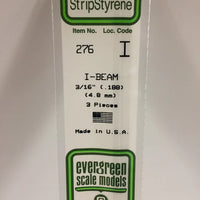 StripStyrene
Item No. Loc. Code
276 I
I-BEAM
3/16" (.188)
(4.8 mm)
3 Pieces
Made in U.S.A.
evergreen
scale models